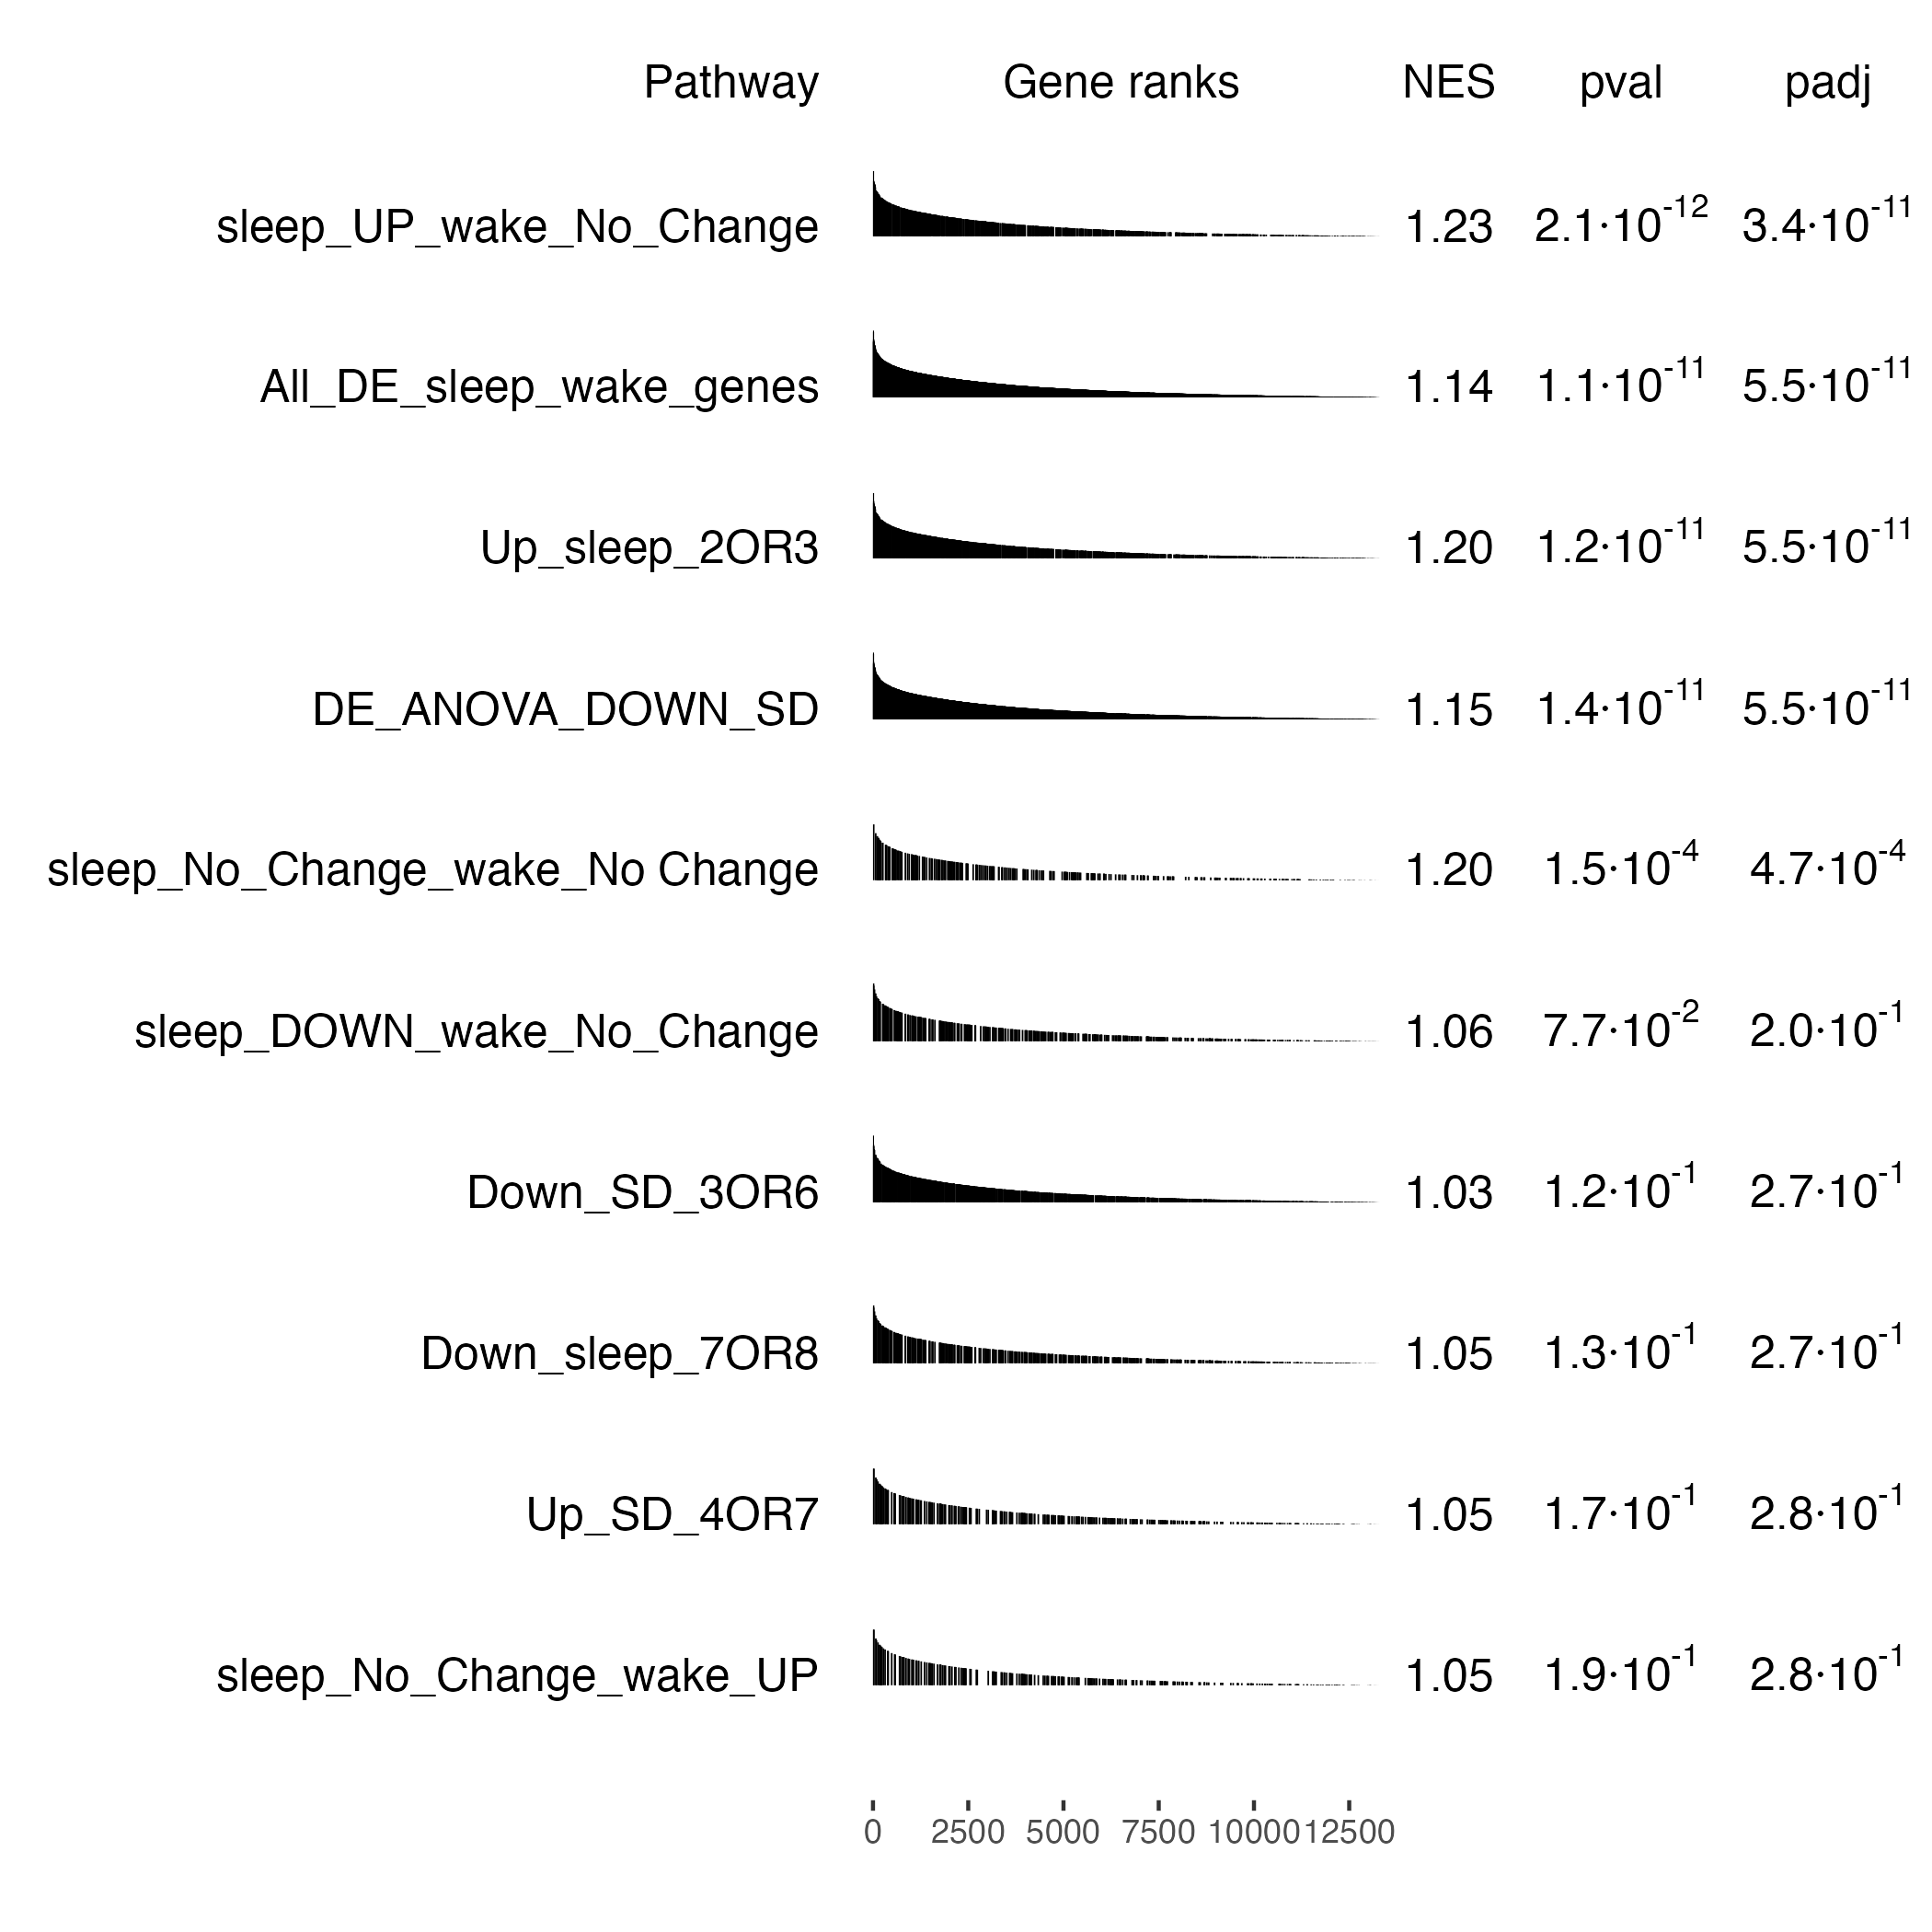 Pathway Gene ranks NES pval padj
sleep_UP_wake_No_Change 1.23 2.1·10⁻¹² 3.4·10⁻¹¹
All_DE_sleep_wake_genes 1.14 1.1·10⁻¹¹ 5.5·10⁻¹¹
Up_sleep_2OR3 1.20 1.2·10⁻¹¹ 5.5·10⁻¹¹
DE_ANOVA_DOWN_SD 1.15 1.4·10⁻¹¹ 5.5·10⁻¹¹
sleep_No_Change_wake_No Change 1.20 1.5·10⁻⁴ 4.7·10⁻⁴
sleep_DOWN_wake_No_Change 1.06 7.7·10⁻² 2.0·10⁻¹
Down_SD_3OR6 1.03 1.2·10⁻¹ 2.7·10⁻¹
Down_sleep_7OR8 1.05 1.3·10⁻¹ 2.7·10⁻¹
Up_SD_4OR7 1.05 1.7·10⁻¹ 2.8·10⁻¹
sleep_No_Change_wake_UP 1.05 1.9·10⁻¹ 2.8·10⁻¹
0 2500 5000 7500 10000 12500